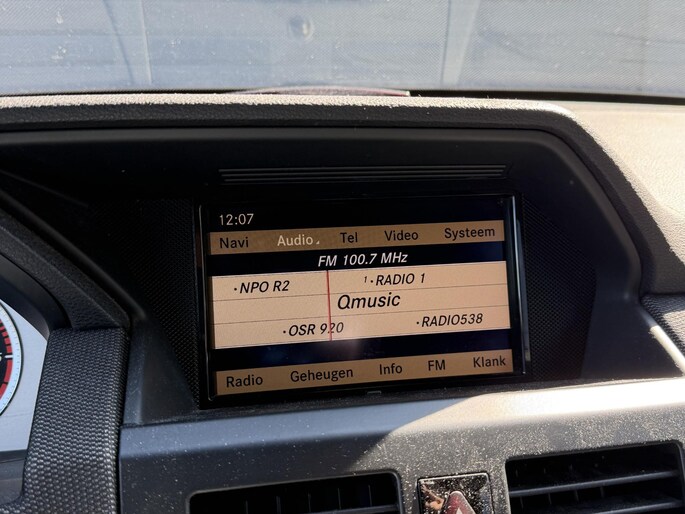 12:07
Navi Audio Tel Video Systeem
FM 100.7 MHz
·NPO R2 1·RADIO 1
Qmusic
·OSR 920 ·RADIO538
Radio Geheugen Info FM Klank